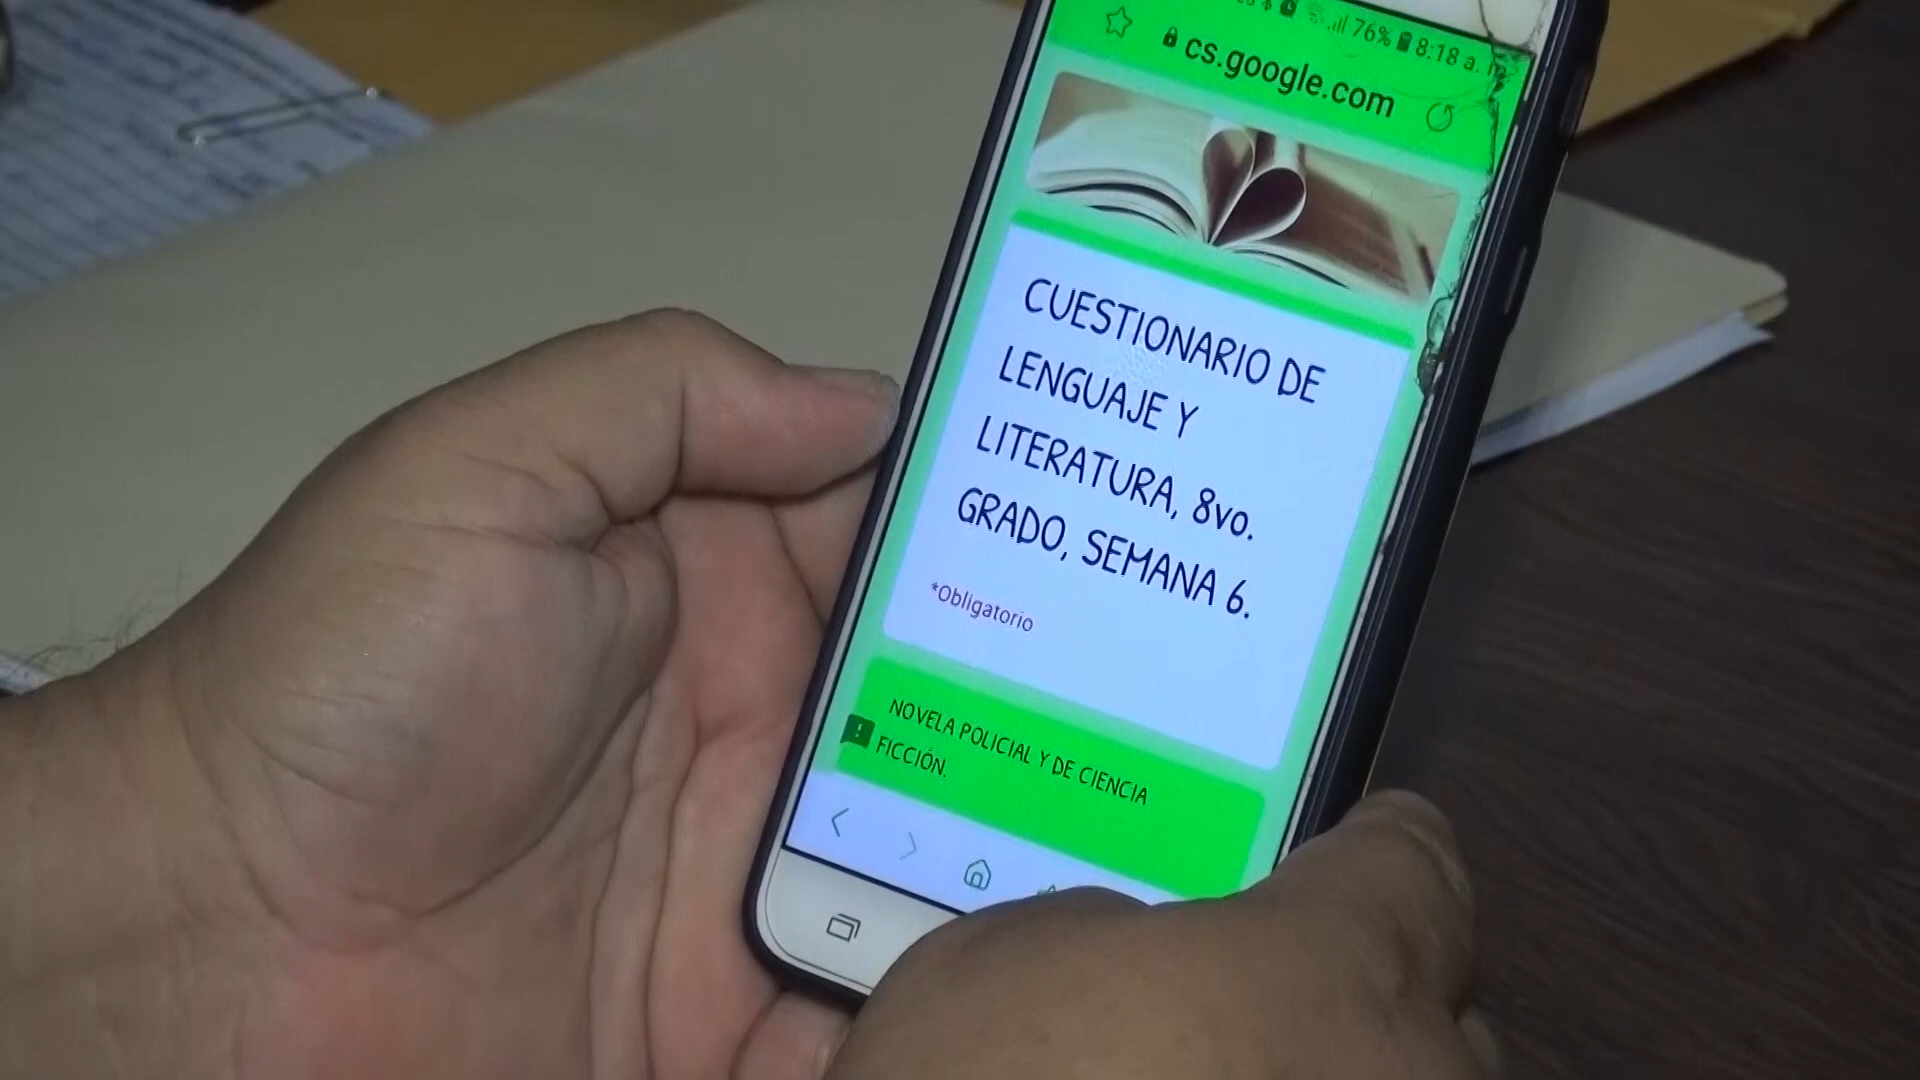 76% 8:18 a. m
cs.google.com
CUESTIONARIO DE
LENGUAJE Y
LITERATURA, 8vo.
GRADO, SEMANA 6.
*Obligatorio
NOVELA POLICIAL Y DE CIENCIA
FICCIÓN.